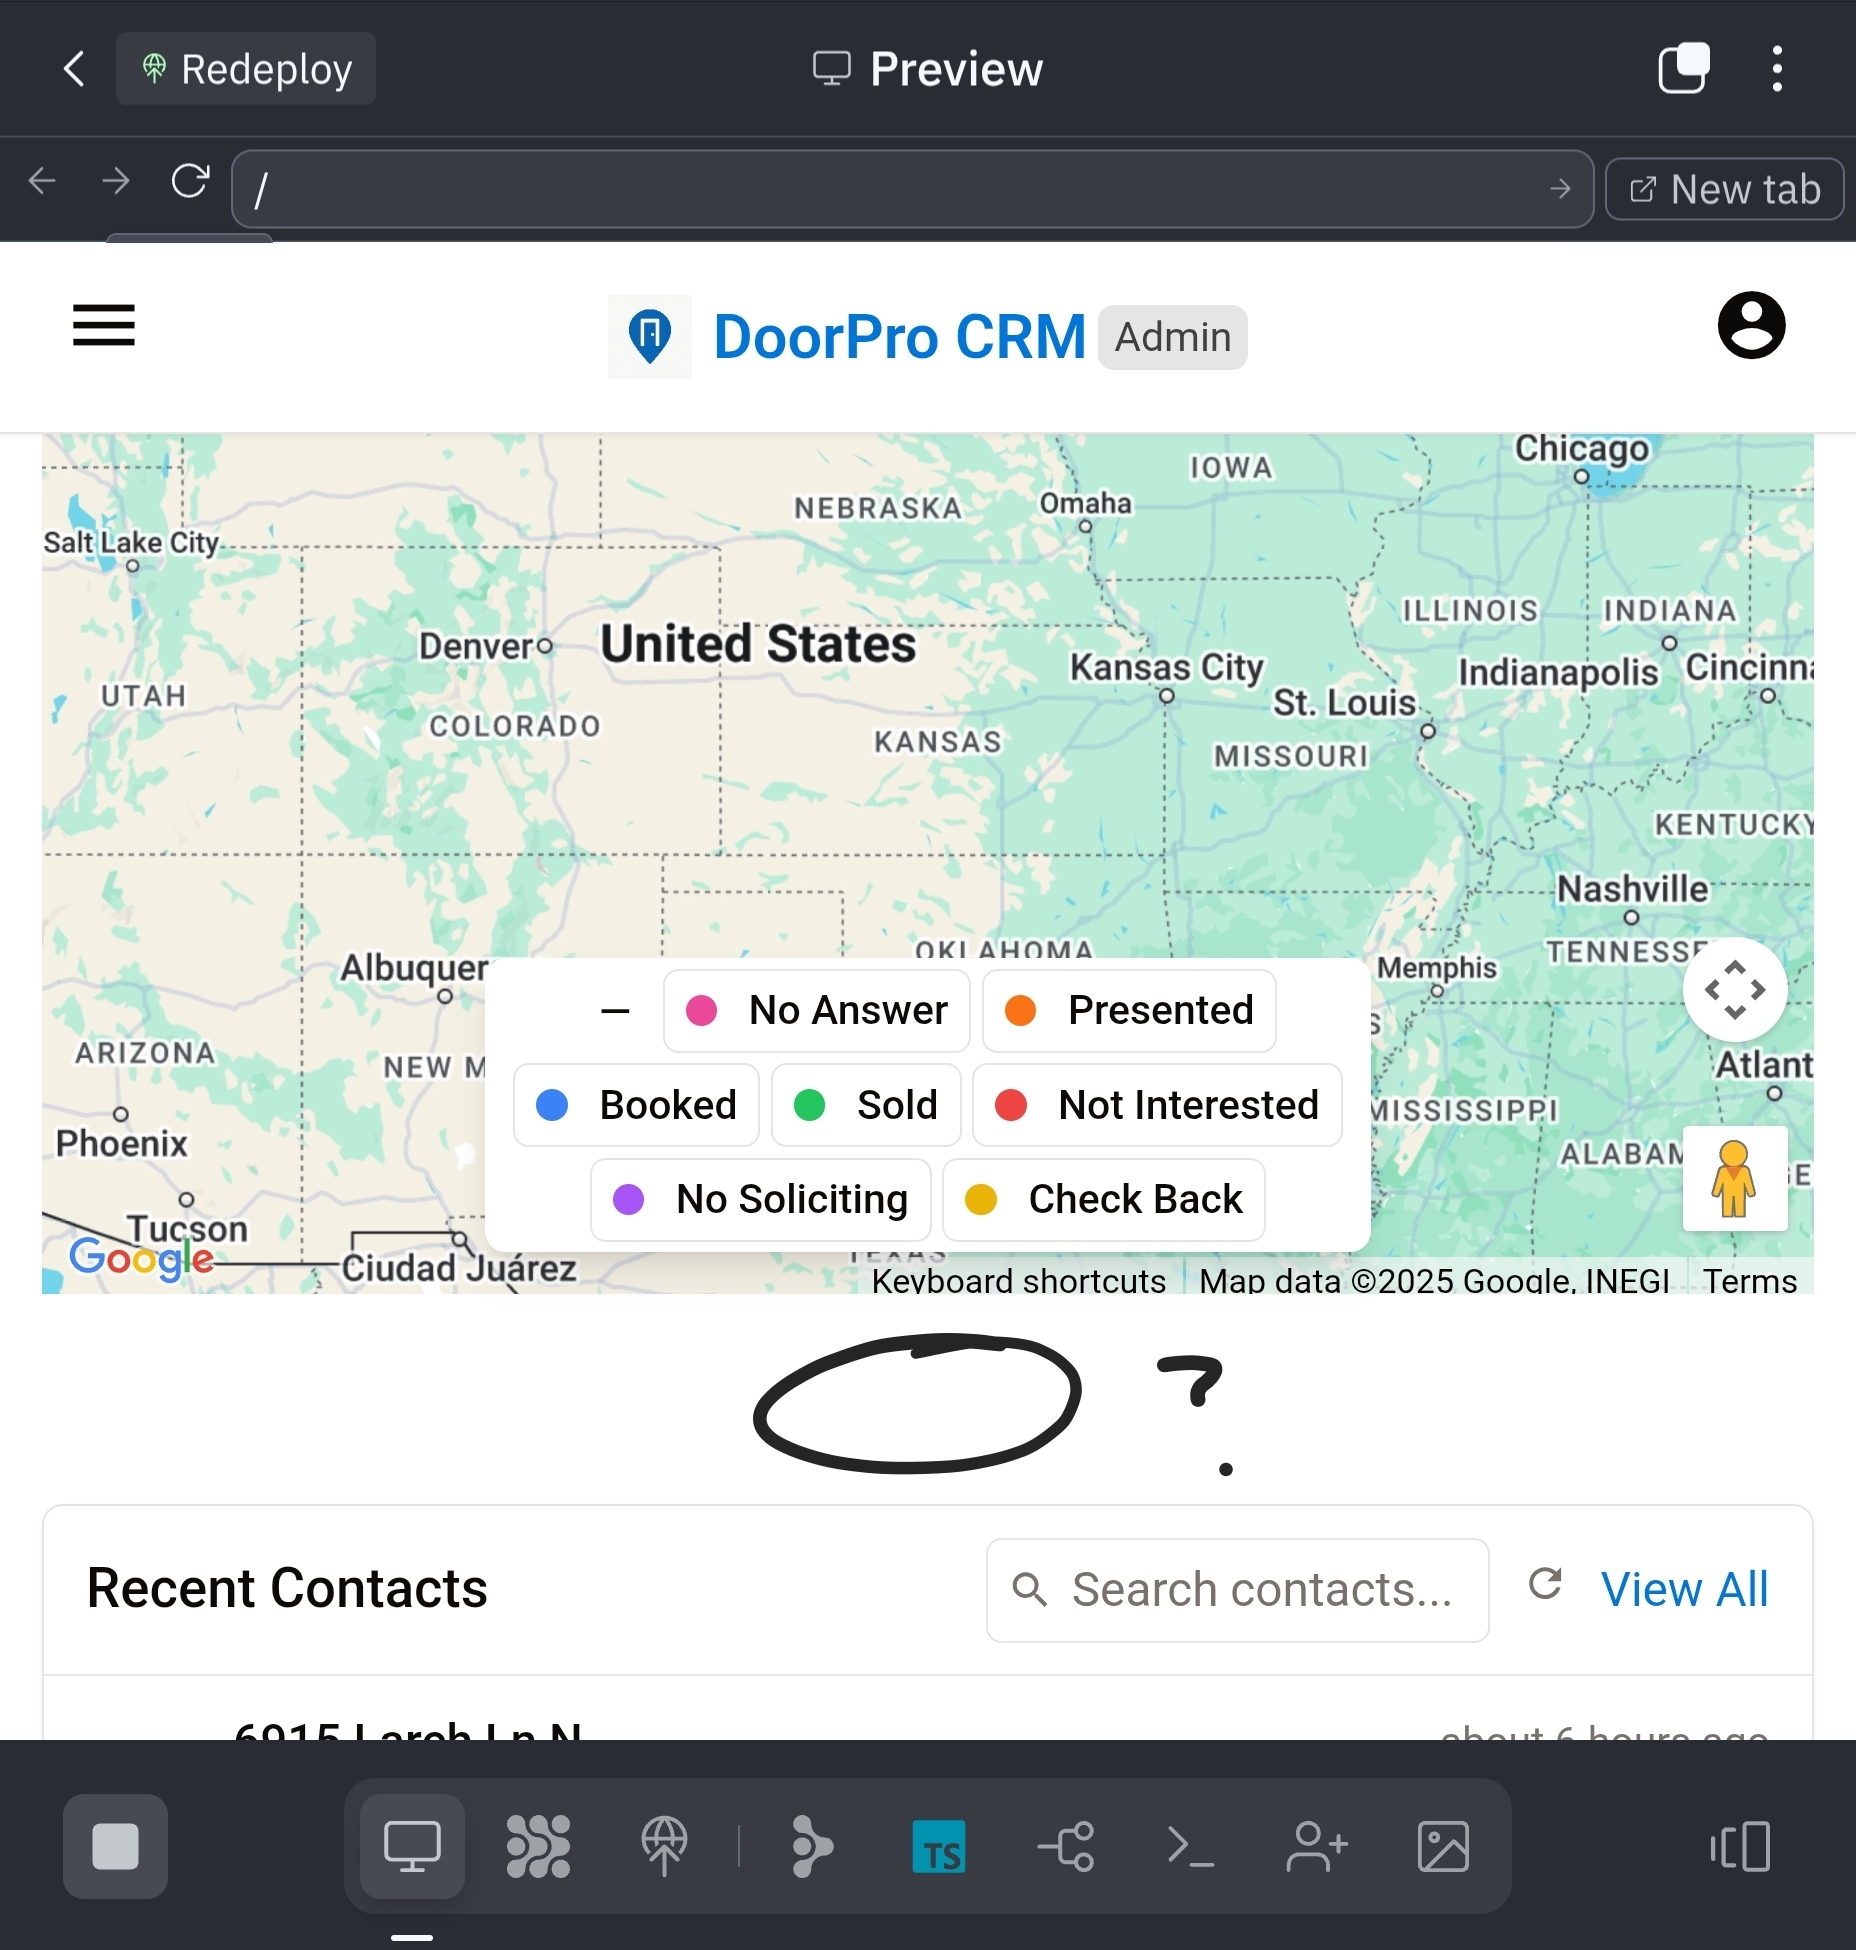 Redeploy
Preview
/
New tab
DoorPro CRM
Admin
Chicago
IOWA
NEBRASKA
Omaha
Salt Lake City
ILLINOIS
INDIANA
Denver
United States
Kansas City
Indianapolis
Cincinna
UTAH
St. Louis
COLORADO
KANSAS
MISSOURI
KENTUCKY
Nashville
OKLAHOMA
TENNESSE
Albuquer
Memphis
No Answer
Presented
ARIZONA
NEW M
Atlant
Booked
Sold
Not Interested
MISSISSIPPI
Phoenix
ALABAM
No Soliciting
Check Back
Tucson
TEXAS
Google
Ciudad Juárez
Keyboard shortcuts
Map data ©2025 Google, INEGI
Terms
?
Recent Contacts
Search contacts...
View All
6915 Larch Ln N
about 6 hours ago
TS